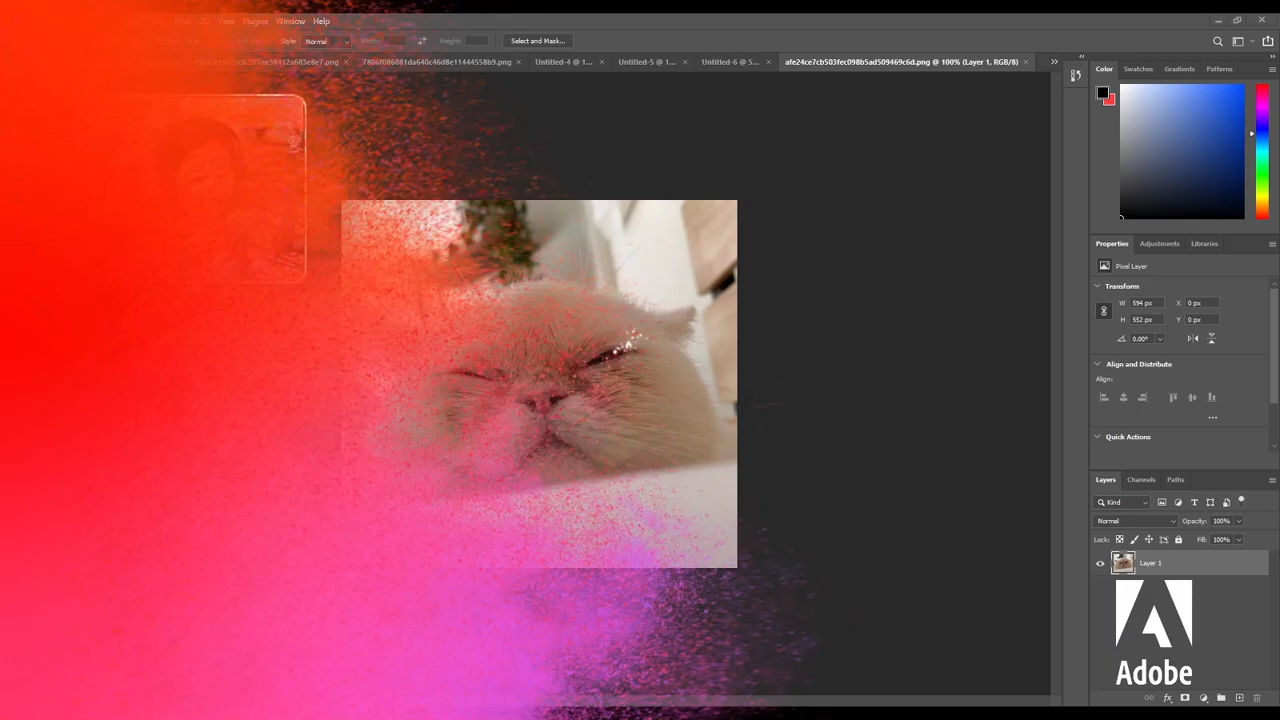 Plugins Window Help
Style: Normal Width: Height: Select and Mask...
7806f086081da640c46d8e11444558b9.png Untitled-4 @ 1... Untitled-5 @ 1... Untitled-6 @ 5... afe24ce7cb503fec098b5ad509469c6d.png @ 100% (Layer 1, RGB/8)
Color Swatches Gradients Patterns
Properties Adjustments Libraries
Pixel Layer
Transform
W 594 px X 0 px
H 552 px Y 0 px
0.00°
Align and Distribute
Align:
Quick Actions
Layers Channels Paths
Kind
Normal Opacity: 100%
Lock: Fill: 100%
Layer 1
Adobe